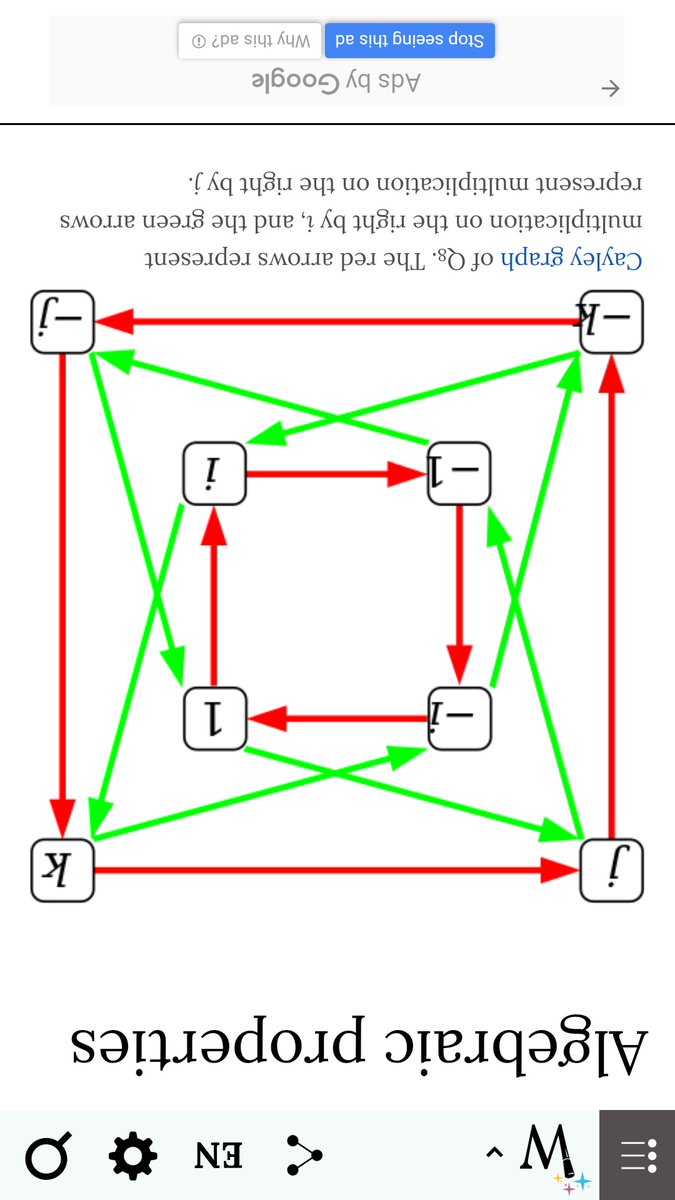 W
EN
Algebraic properties
j
k
−i
1
−1
i
−k
−j
Cayley graph of Q8. The red arrows represent
multiplication on the right by i, and the green arrows
represent multiplication on the right by j.
Ads by Google
Stop seeing this ad
Why this ad?